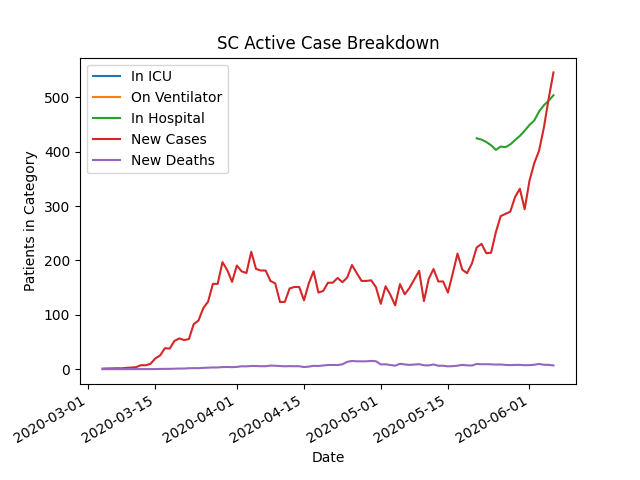 SC Active Case Breakdown
In ICU
On Ventilator
In Hospital
New Cases
New Deaths
Patients in Category
500
400
300
200
100
0
2020-03-01
2020-03-15
2020-04-01
2020-04-15
2020-05-01
2020-05-15
2020-06-01
Date